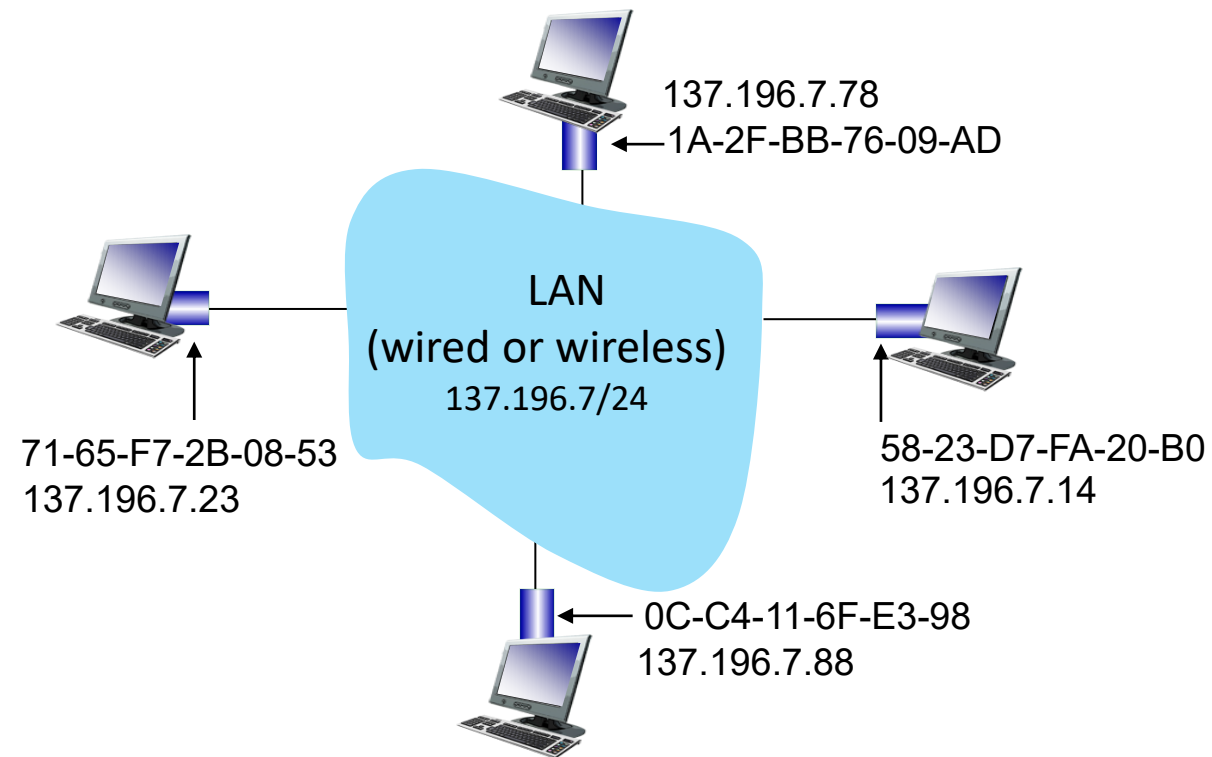 137.196.7.78
1A-2F-BB-76-09-AD
LAN
(wired or wireless)
137.196.7/24
71-65-F7-2B-08-53
137.196.7.23
58-23-D7-FA-20-B0
137.196.7.14
0C-C4-11-6F-E3-98
137.196.7.88